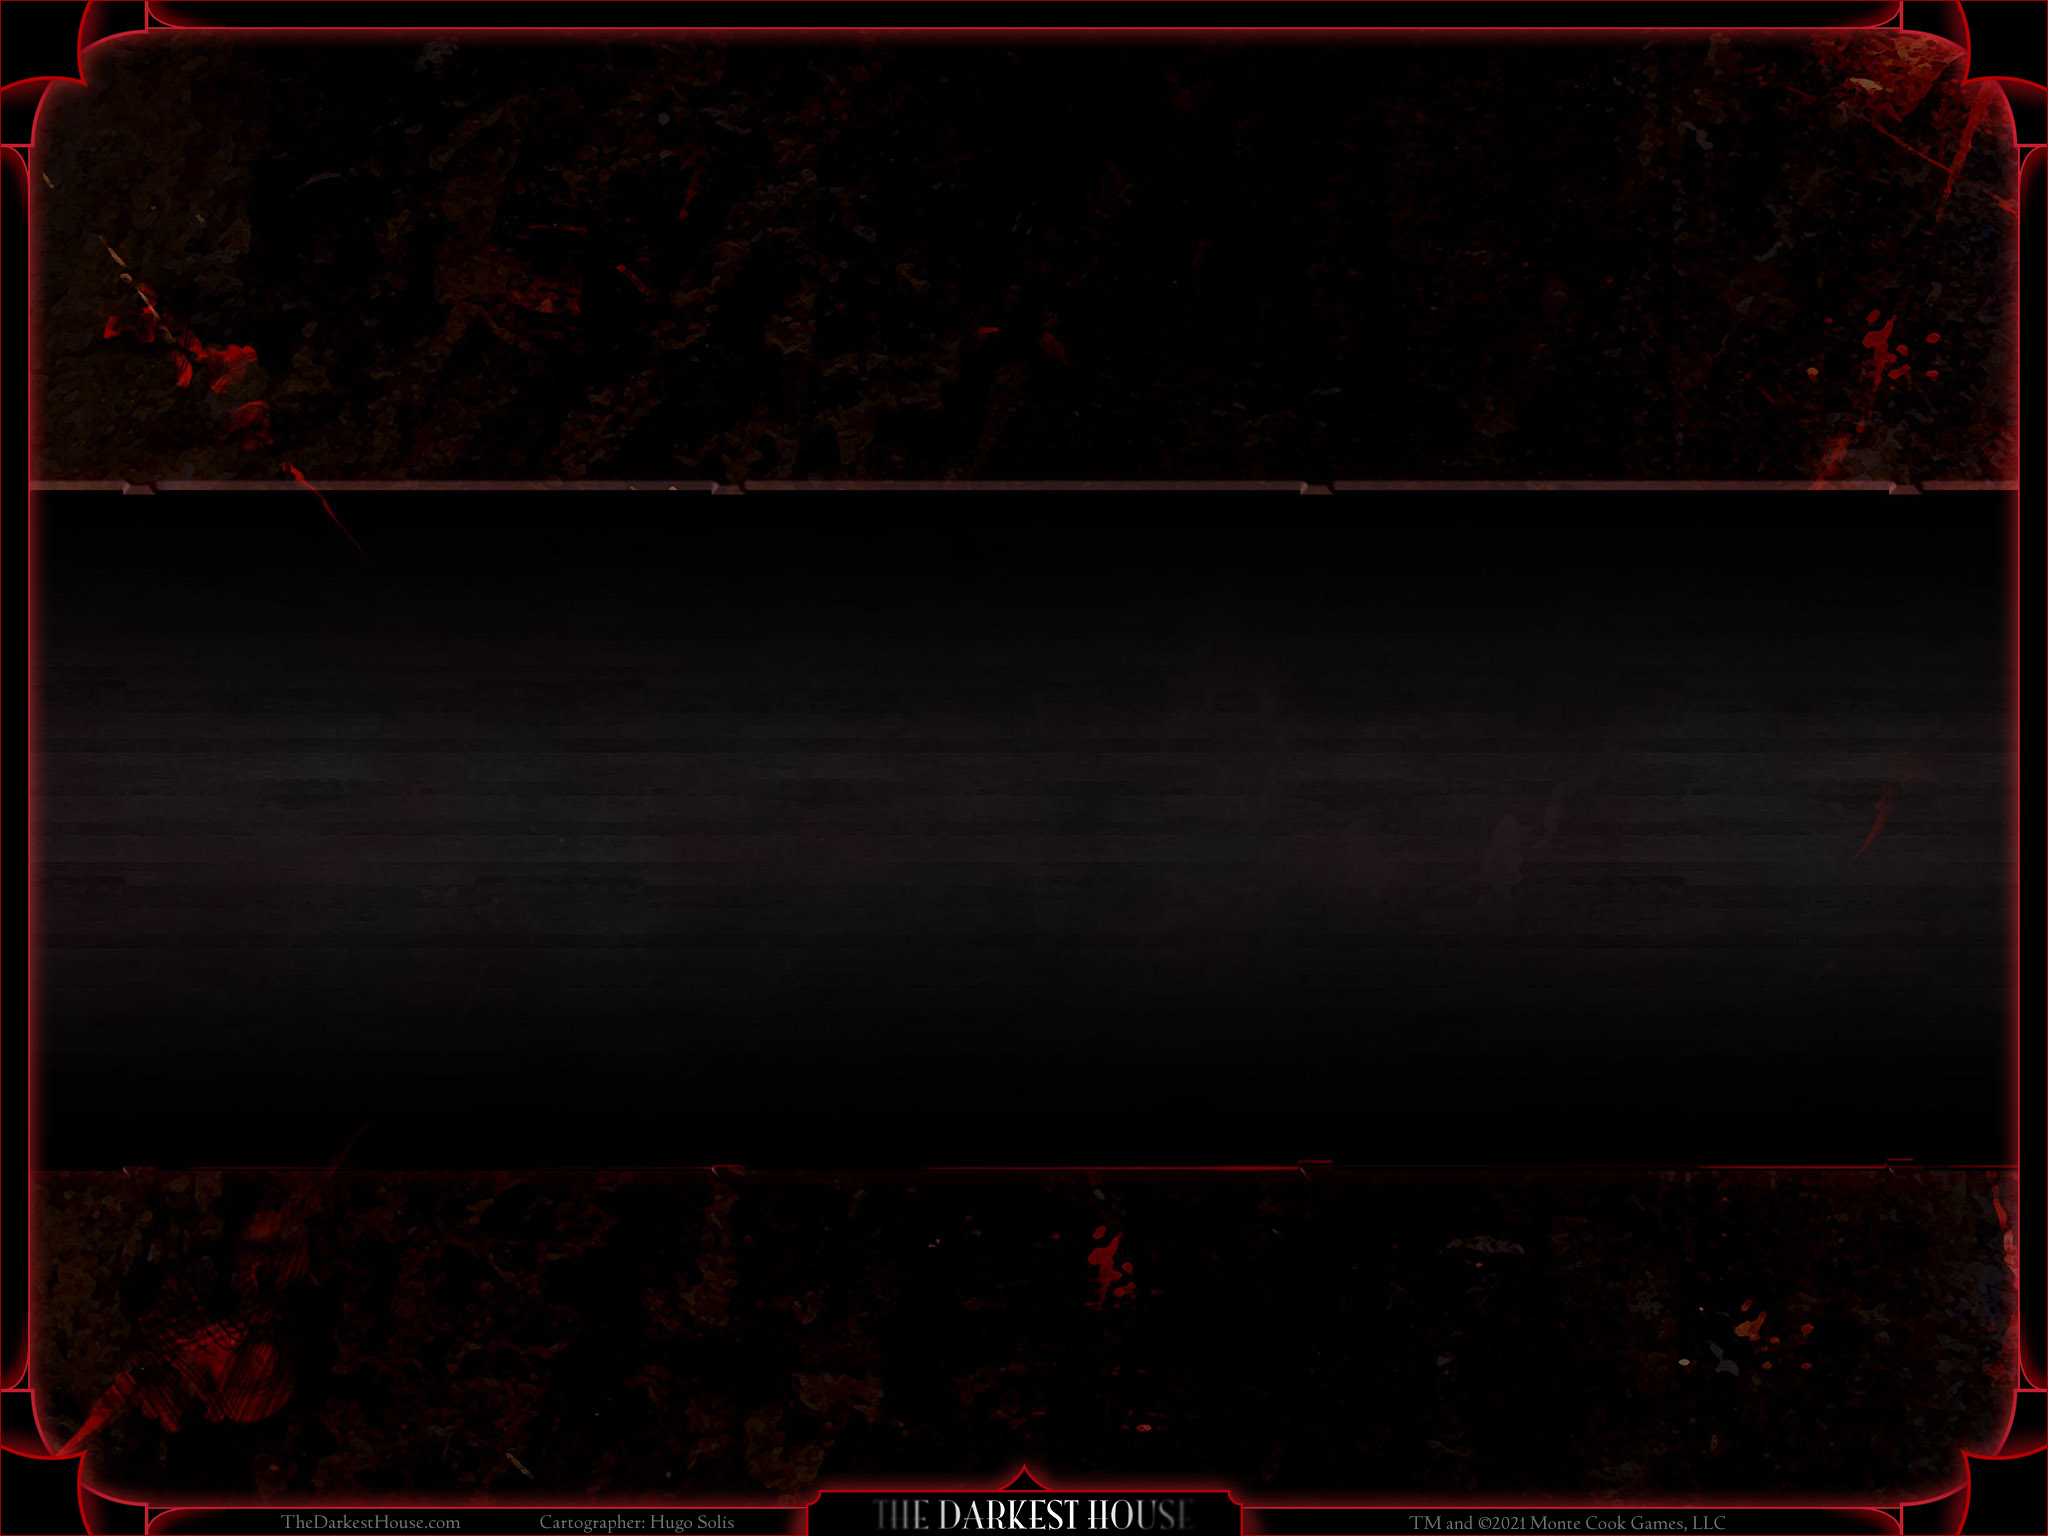 THE DARKEST HOUSE
TheDarkestHouse.com
Cartographer: Hugo Solis
TM and ©2021 Monte Cook Games, LLC